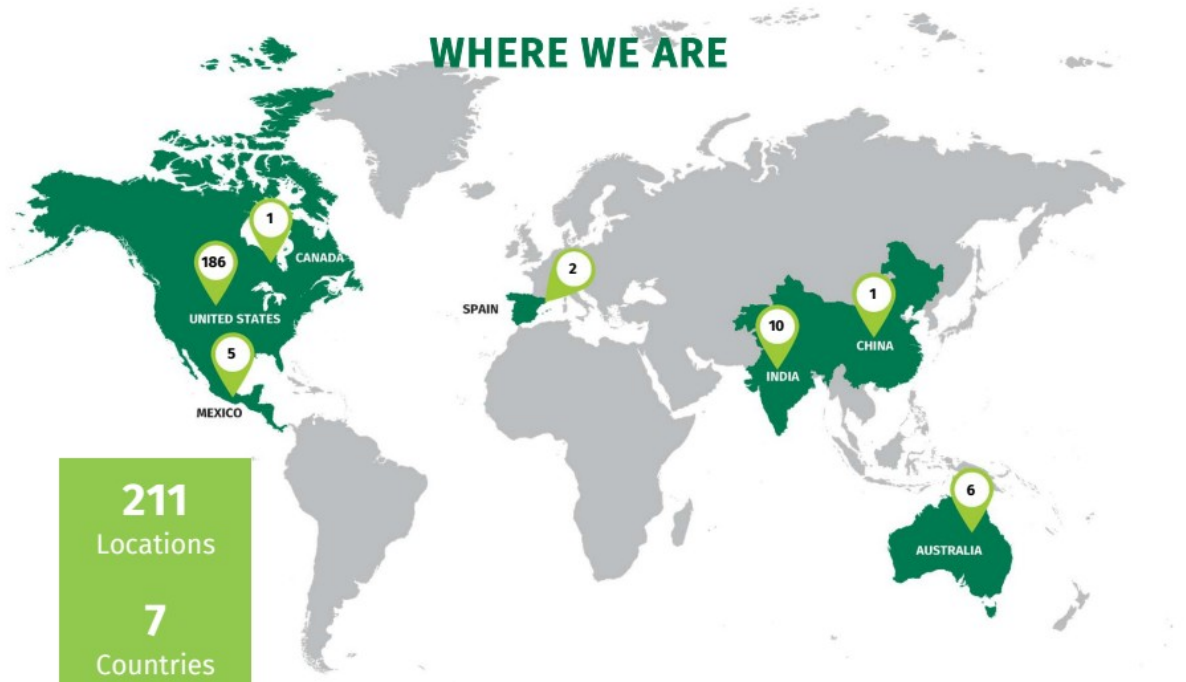 WHERE WE ARE
1
CANADA
186
UNITED STATES
5
MEXICO
2
SPAIN
10
INDIA
1
CHINA
6
AUSTRALIA
211
Locations
7
Countries